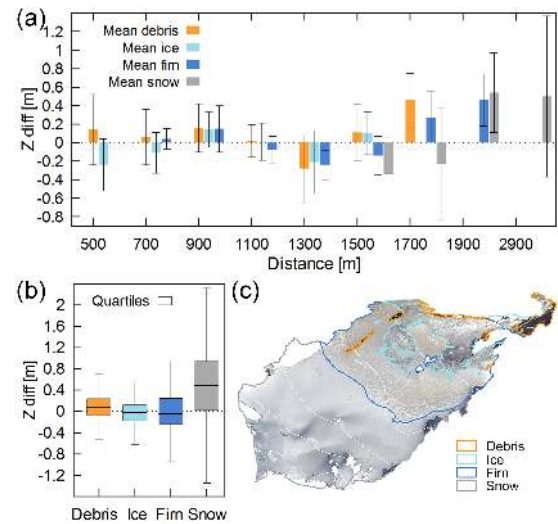 (a)
Mean debris
Mean ice
Mean firn
Mean snow
Z diff [m]
1.2
1
0.8
0.6
0.4
0.2
0
-0.2
-0.4
-0.6
-0.8
500 700 900 1100 1300 1500 1700 1900 2900
Distance [m]
(b)
Quartiles
Z diff [m]
2
1.6
1.2
0.8
0.4
0
-0.4
-0.8
-1.2
Debris Ice Firn Snow
(c)
Debris
Ice
Firn
Snow